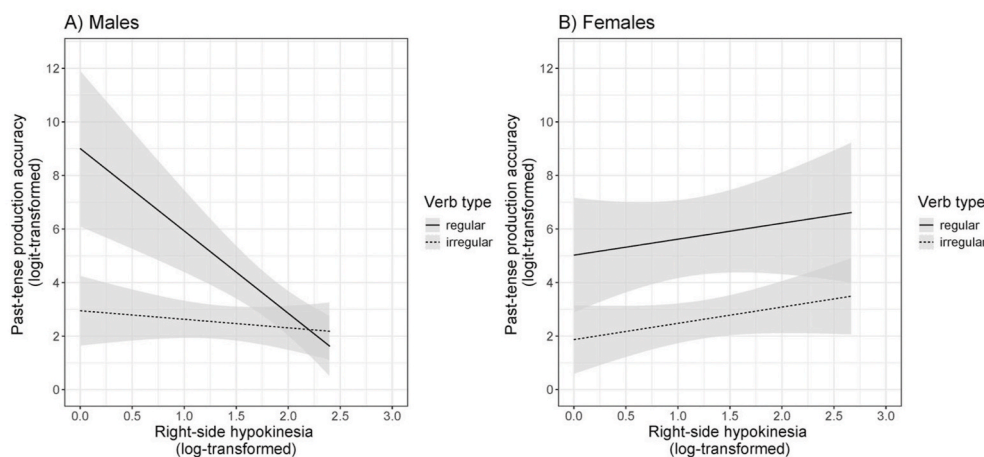 A) Males
12
10
8
6
4
2
0
Past-tense production accuracy
(logit-transformed)
0.0 0.5 1.0 1.5 2.0 2.5 3.0
Right-side hypokinesia
(log-transformed)
Verb type
regular
irregular
B) Females
12
10
8
6
4
2
0
Past-tense production accuracy
(logit-transformed)
0.0 0.5 1.0 1.5 2.0 2.5 3.0
Right-side hypokinesia
(log-transformed)
Verb type
regular
irregular